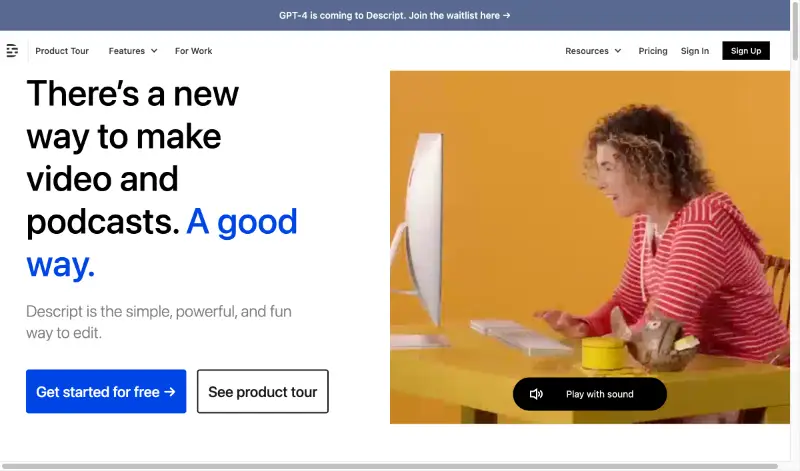 GPT-4 is coming to Descript. Join the waitlist here →
Product Tour
Features
For Work
Resources
Pricing
Sign In
Sign Up
There's a new
way to make
video and
podcasts. A good
way.
Descript is the simple, powerful, and fun
way to edit.
Get started for free →
See product tour
Play with sound